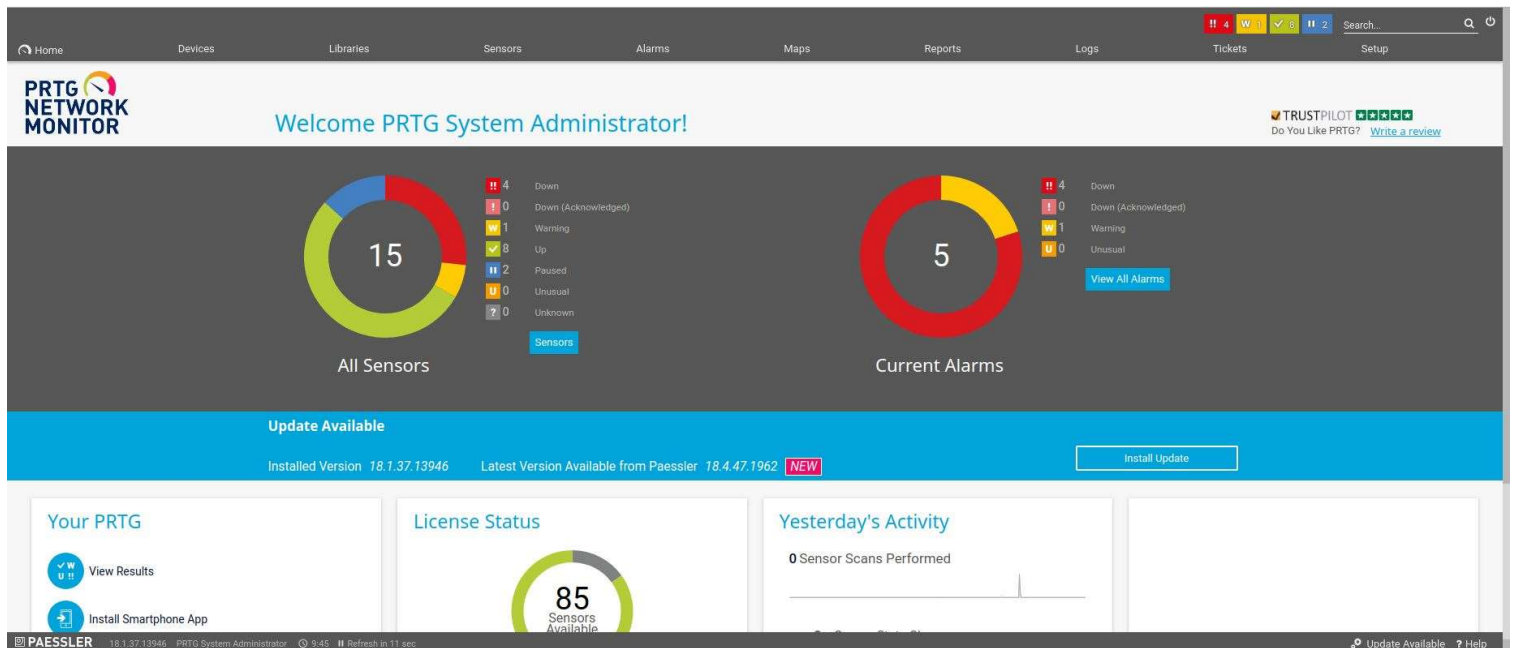 !! 4 W 1 ✓ 8 II 2 Search...
Home Devices Libraries Sensors Alarms Maps Reports Logs Tickets Setup
PRTG
NETWORK
MONITOR
Welcome PRTG System Administrator!
TRUSTPILOT
Do You Like PRTG? Write a review
15
All Sensors
!! 4 Down
! 0 Down (Acknowledged)
W 1 Warning
✓ 8 Up
II 2 Paused
U 0 Unusual
? 0 Unknown
Sensors
5
Current Alarms
!! 4 Down
! 0 Down (Acknowledged)
W 1 Warning
U 0 Unusual
View All Alarms
Update Available
Installed Version 18.1.37.13946 Latest Version Available from Paessler 18.4.47.1962 NEW
Install Update
Your PRTG
✓ W
U !!
View Results
Install Smartphone App
License Status
85
Sensors
Available
Yesterday's Activity
0 Sensor Scans Performed
PAESSLER 18.1.37.13946 PRTG System Administrator 9:45 II Refresh in 11 sec
Update Available ? Help